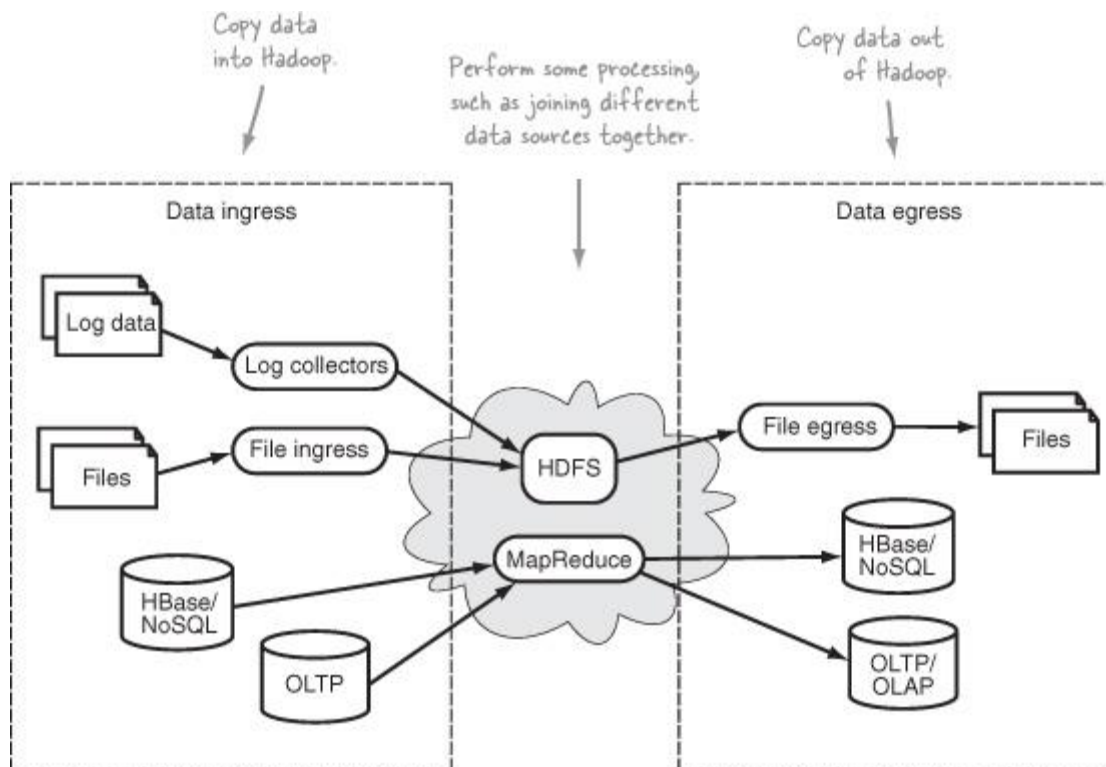 Copy data
into Hadoop.
Perform some processing,
such as joining different
data sources together.
Copy data out
of Hadoop.
Data ingress
Data egress
Log data
Log collectors
Files
File ingress
HDFS
File egress
Files
MapReduce
HBase/
NoSQL
OLTP
HBase/
NoSQL
OLTP/
OLAP